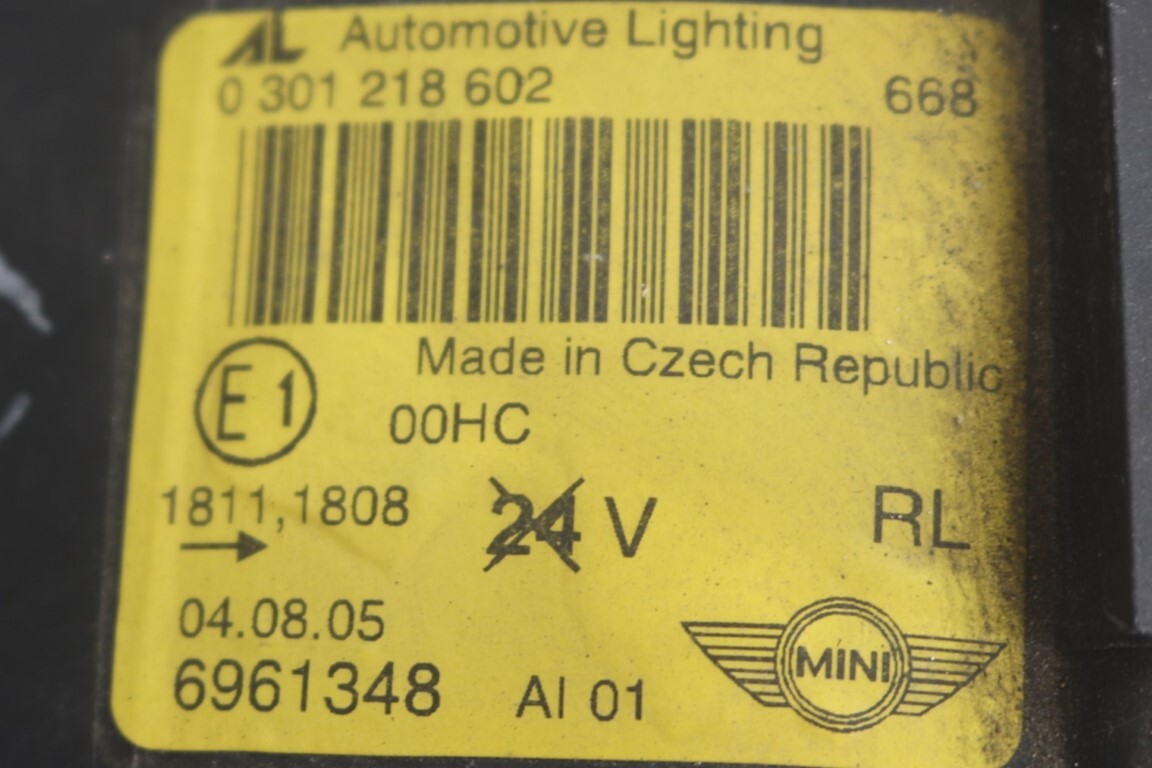 AL Automotive Lighting
0 301 218 602 668
Made in Czech Republic
E1
00HC
1811,1808 24 V RL
04.08.05
6961348 AI 01
MINI